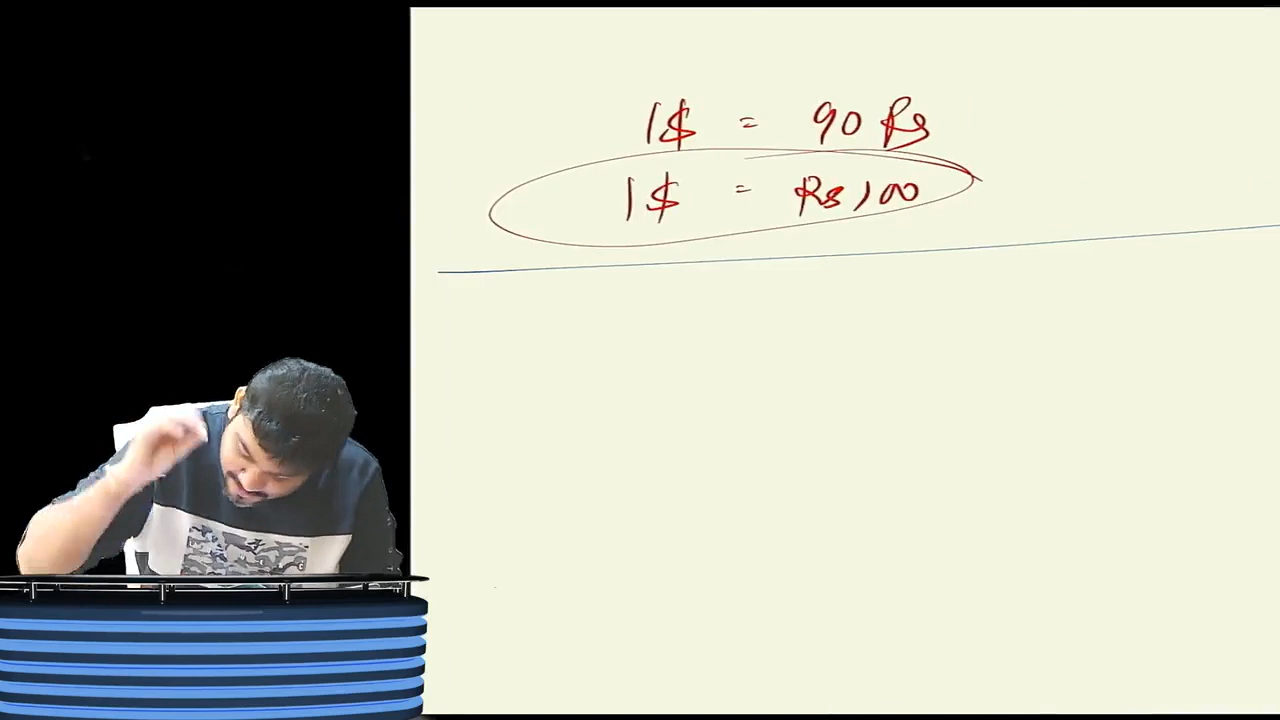 1$ = 90 Rs
1$ = Rs 100